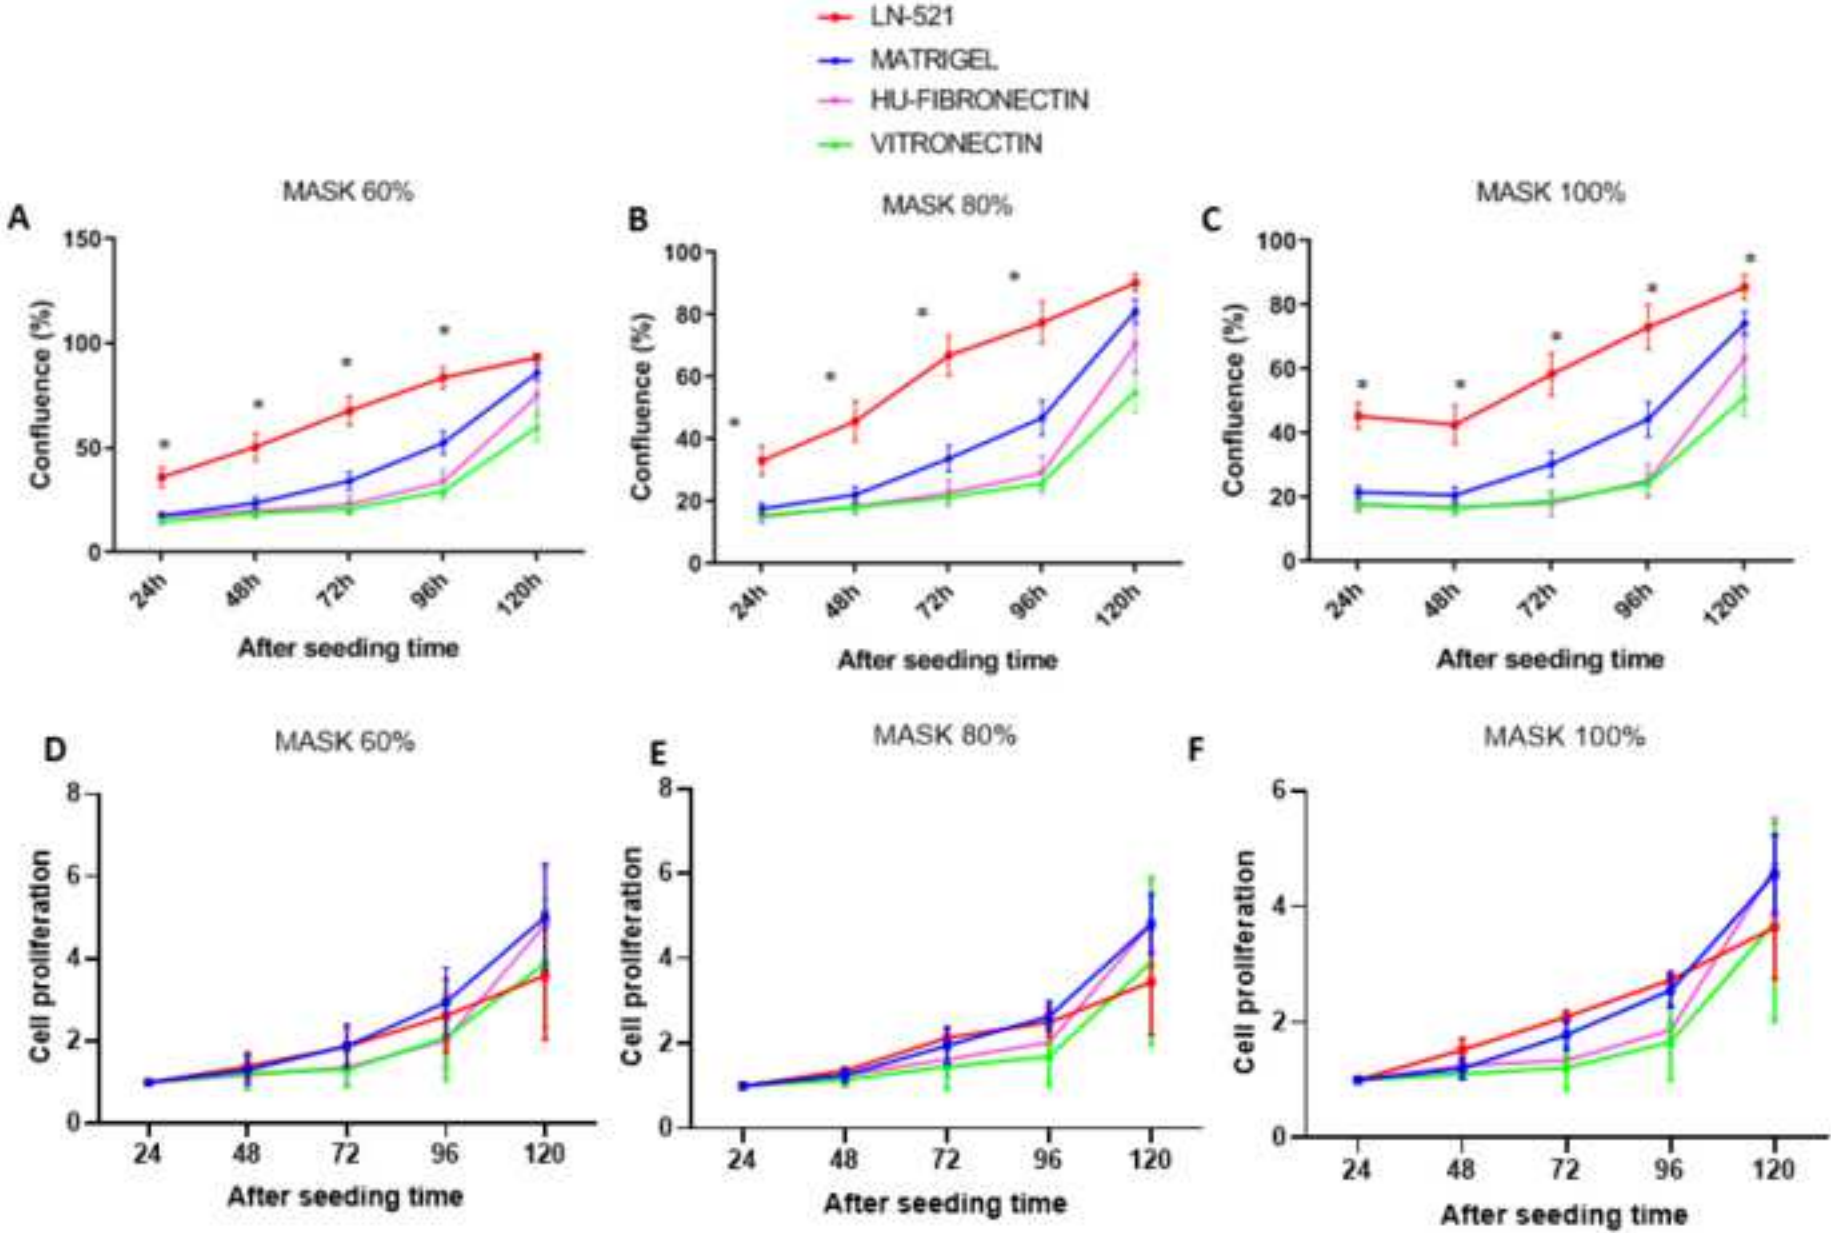 LN-521
MATRIGEL
HU-FIBRONECTIN
VITRONECTIN
A
MASK 60%
150
100
50
0
Confluence (%)
*
*
*
*
24h
48h
72h
96h
120h
After seeding time
B
MASK 80%
100
80
60
40
20
0
Confluence (%)
*
*
*
*
24h
48h
72h
96h
120h
After seeding time
C
MASK 100%
100
80
60
40
20
0
Confluence (%)
*
*
*
*
*
24h
48h
72h
96h
120h
After seeding time
D
MASK 60%
8
6
4
2
0
Cell proliferation
24
48
72
96
120
After seeding time
E
MASK 80%
8
6
4
2
0
Cell proliferation
24
48
72
96
120
After seeding time
F
MASK 100%
6
4
2
0
Cell proliferation
24
48
72
96
120
After seeding time